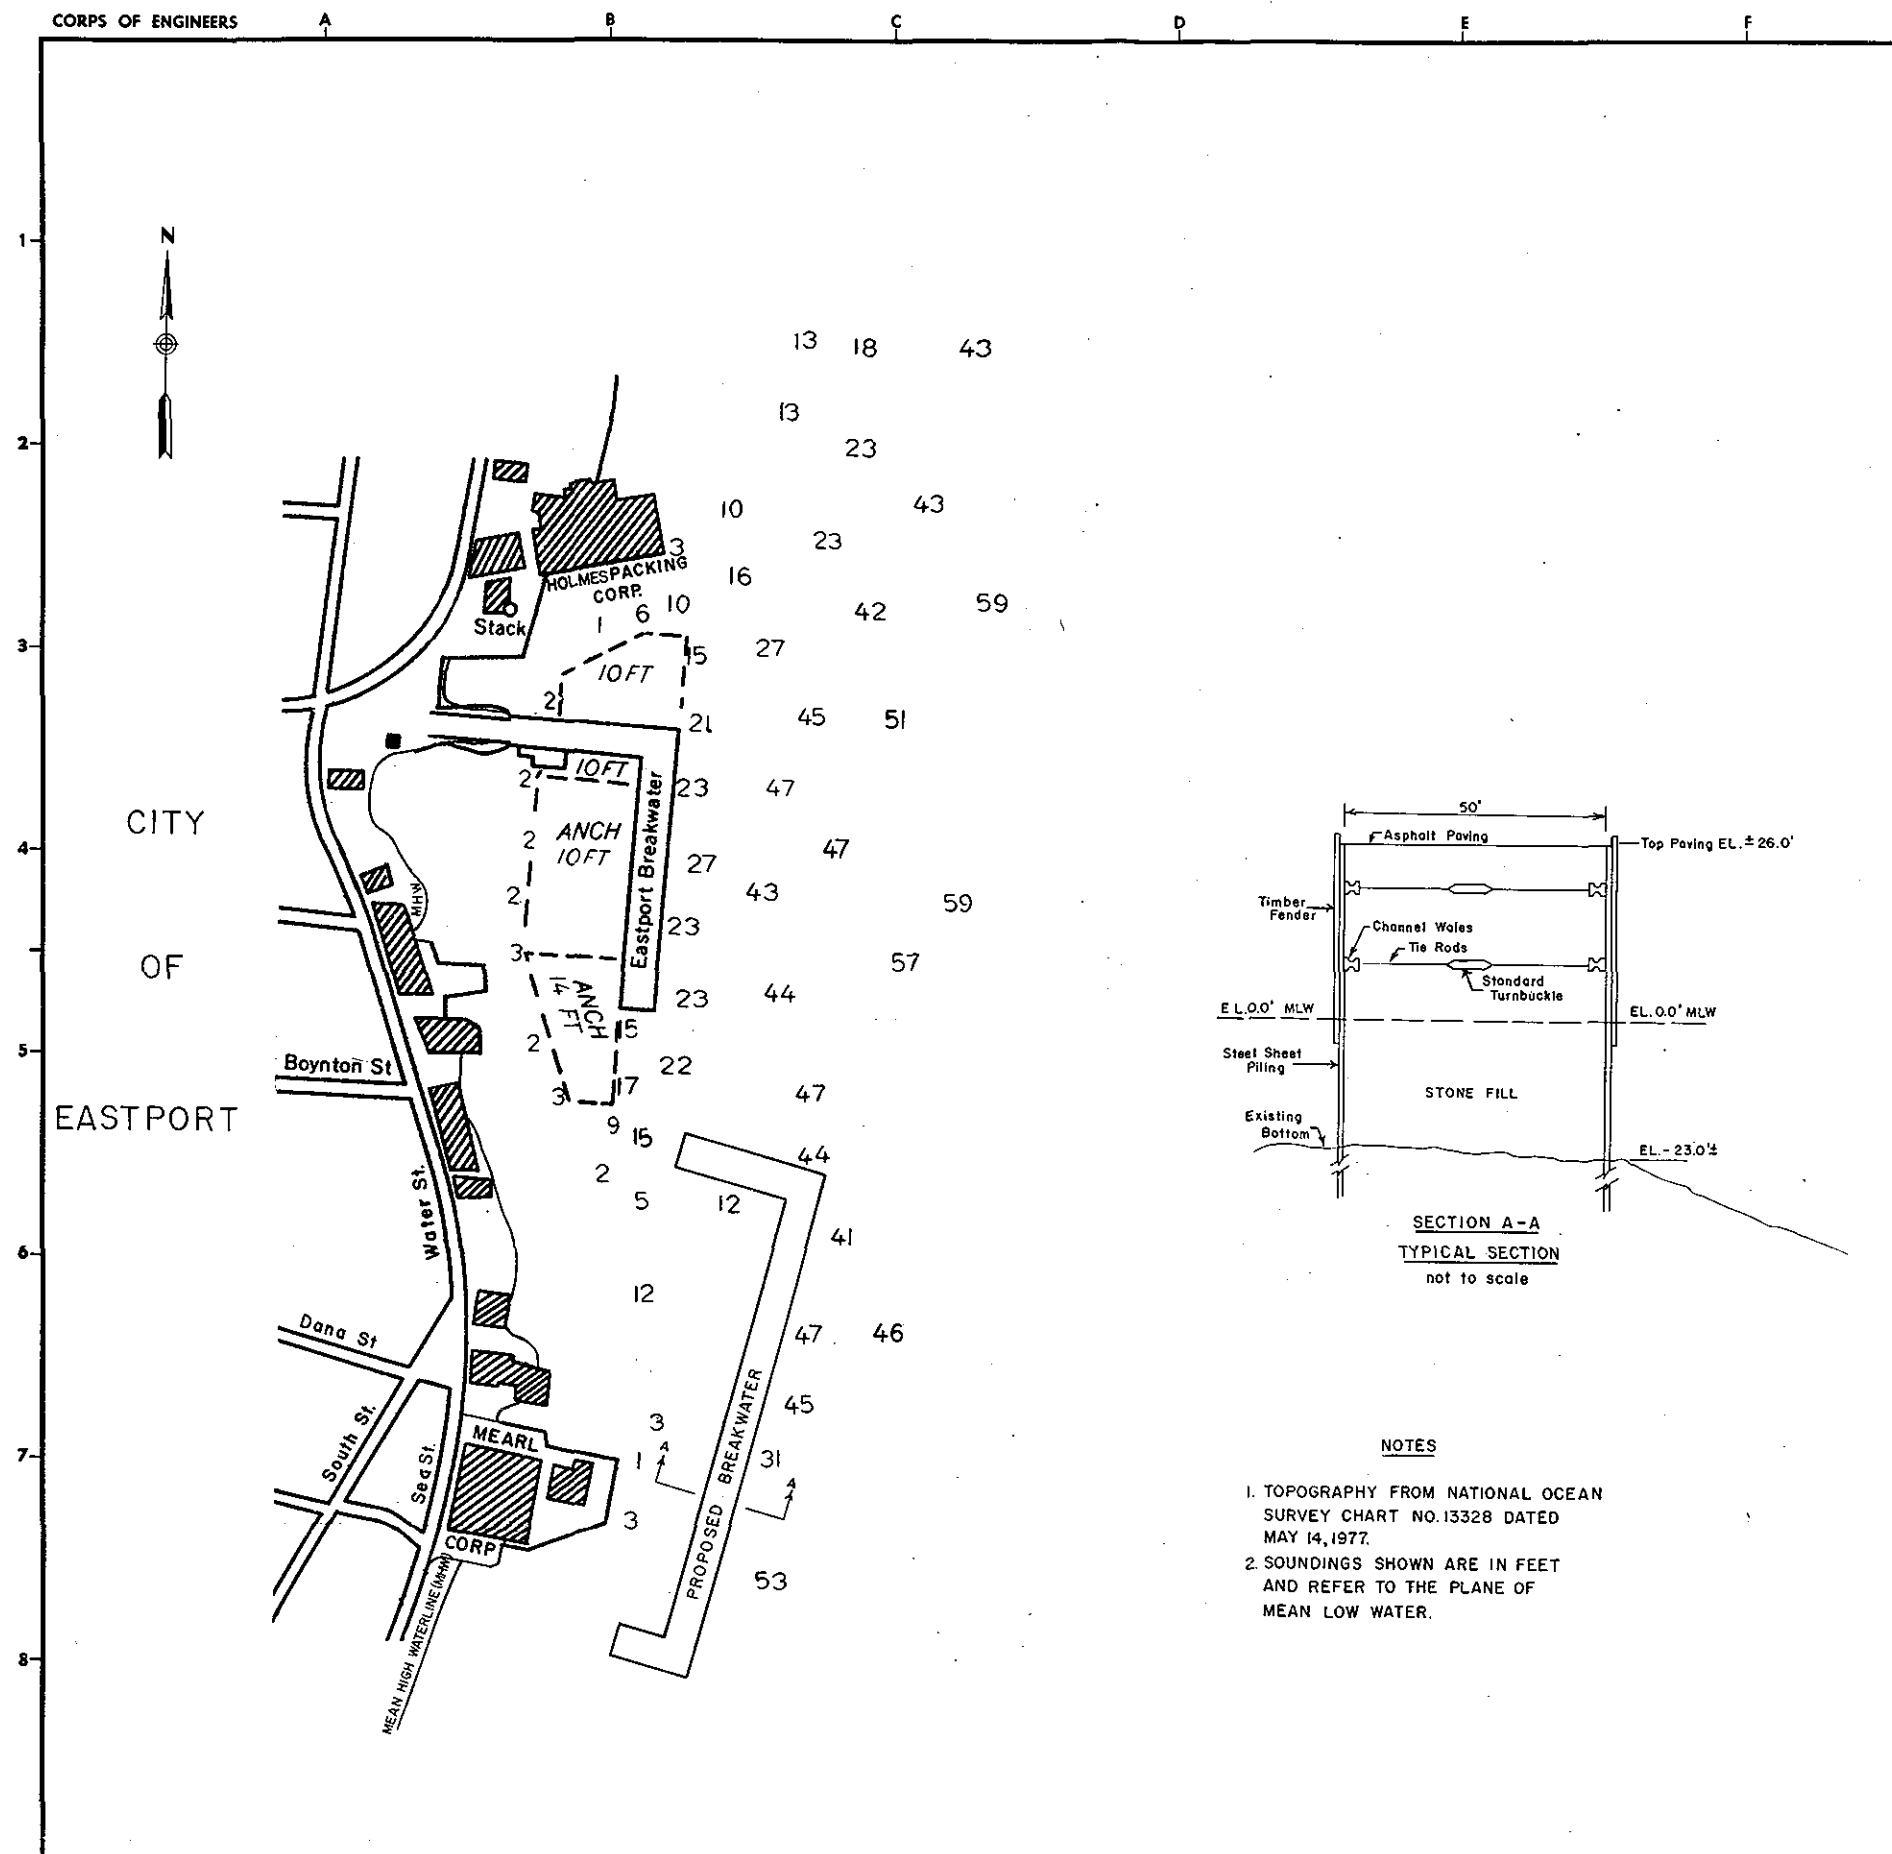 CORPS OF ENGINEERS A B C D E F
1
2
3
4
5
6
7
8
N
13 18 43
13
23
10 43
3 23
HOLMES PACKING
CORP.
16
6 10 42 59
1
Stack
15 27
10FT
2
21 45 51
2 10FT
23 47
CITY
OF
EASTPORT
ANCH
10FT
2
47
27
Eastport Breakwater
MHW
2 43 59
23
3
57
ANCH
14 FT
23 44
15
2
22
Boynton St
17
3 47
9 15
44
2
5 12
Water St.
41
12
Dana St
47 46
South St.
Sea St.
45
3
MEARL
CORP
1 31
A A
3
PROPOSED BREAKWATER
53
MEAN HIGH WATERLINE (MHW)
50'
Asphalt Paving
Top Paving EL. ± 26.0'
Timber
Fender
Channel Wales
Tie Rods
Standard
Turnbuckle
EL.0.0' MLW EL.0.0' MLW
Steel Sheet
Piling
STONE FILL
Existing
Bottom
EL.-23.0'±
SECTION A-A
TYPICAL SECTION
not to scale
NOTES
1. TOPOGRAPHY FROM NATIONAL OCEAN
SURVEY CHART NO.13328 DATED
MAY 14,1977.
2. SOUNDINGS SHOWN ARE IN FEET
AND REFER TO THE PLANE OF
MEAN LOW WATER.